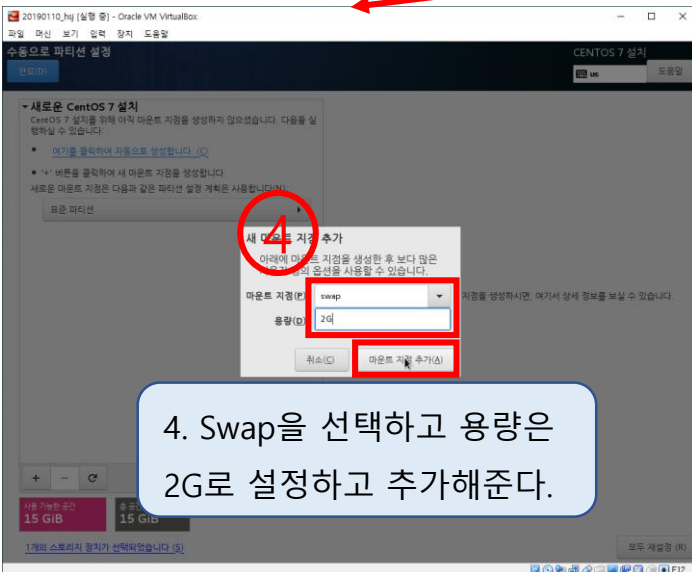 20190110_hsj [실행 중] - Oracle VM VirtualBox
파일 머신 보기 입력 장치 도움말
수동으로 파티션 설정
CENTOS 7 설치
완료(D)
us
도움말
새로운 CentOS 7 설치
CentOS 7 설치를 위해 아직 마운트 지점을 생성하지 않으셨습니다. 다음을 실
행하실 수 있습니다:
여기를 클릭하여 자동으로 생성합니다. (C)
'+' 버튼을 클릭하여 새 마운트 지점을 생성합니다.
새로운 마운트 지점은 다음과 같은 파티션 설정 계획은 사용합니다(N):
표준 파티션
4
새 마운트 지점 추가
아래에 마운트 지점을 생성한 후 보다 많은
옵션을 사용할 수 있습니다.
마운트 지점(P): swap
지점을 생성하시면, 여기서 상세 정보를 보실 수 있습니다.
용량(D): 2G
취소(C)
마운트 지점 추가(A)
4. Swap을 선택하고 용량은
2G로 설정하고 추가해준다.
+ -
사용 가능한 공간
15 GiB
15 GiB
1개의 스토리지 장치가 선택되었습니다 (S)
모두 재설정 (R)
F12